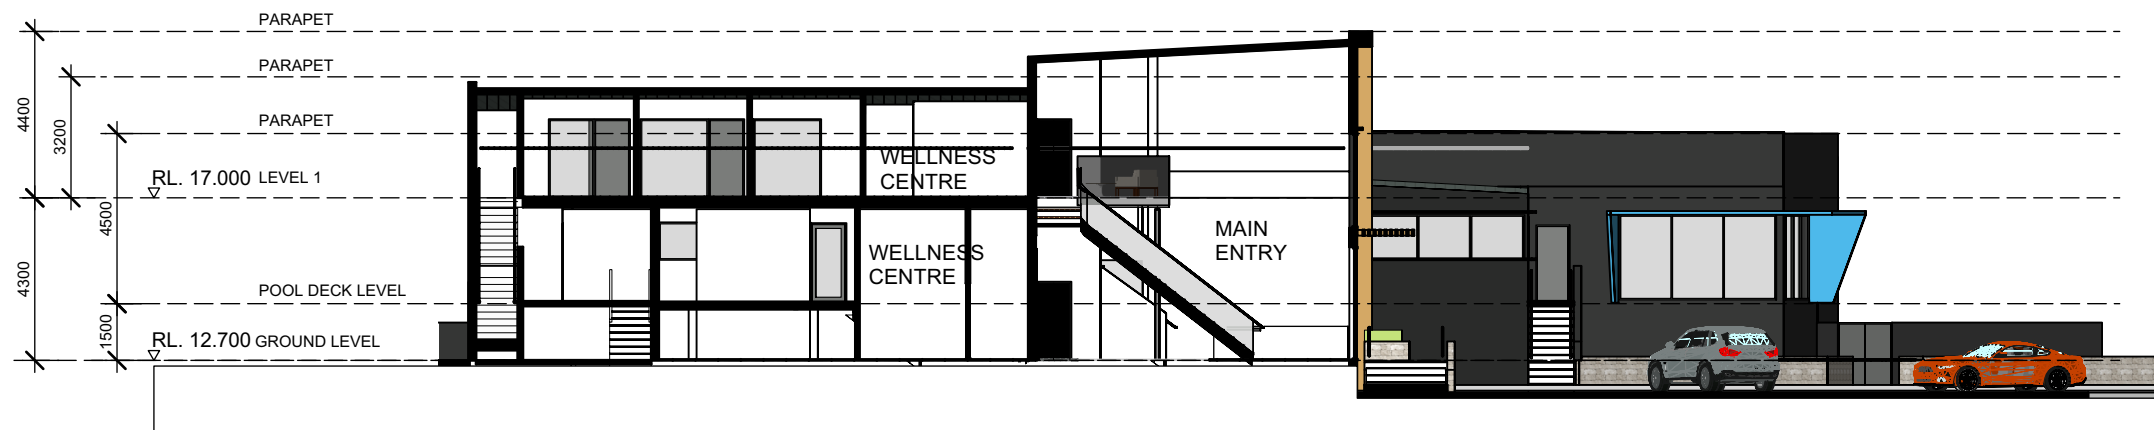 PARAPET
PARAPET
PARAPET
4400
3200
RL. 17.000 LEVEL 1
WELLNESS
CENTRE
4500
4300
MAIN
ENTRY
WELLNESS
CENTRE
POOL DECK LEVEL
1500
RL. 12.700 GROUND LEVEL